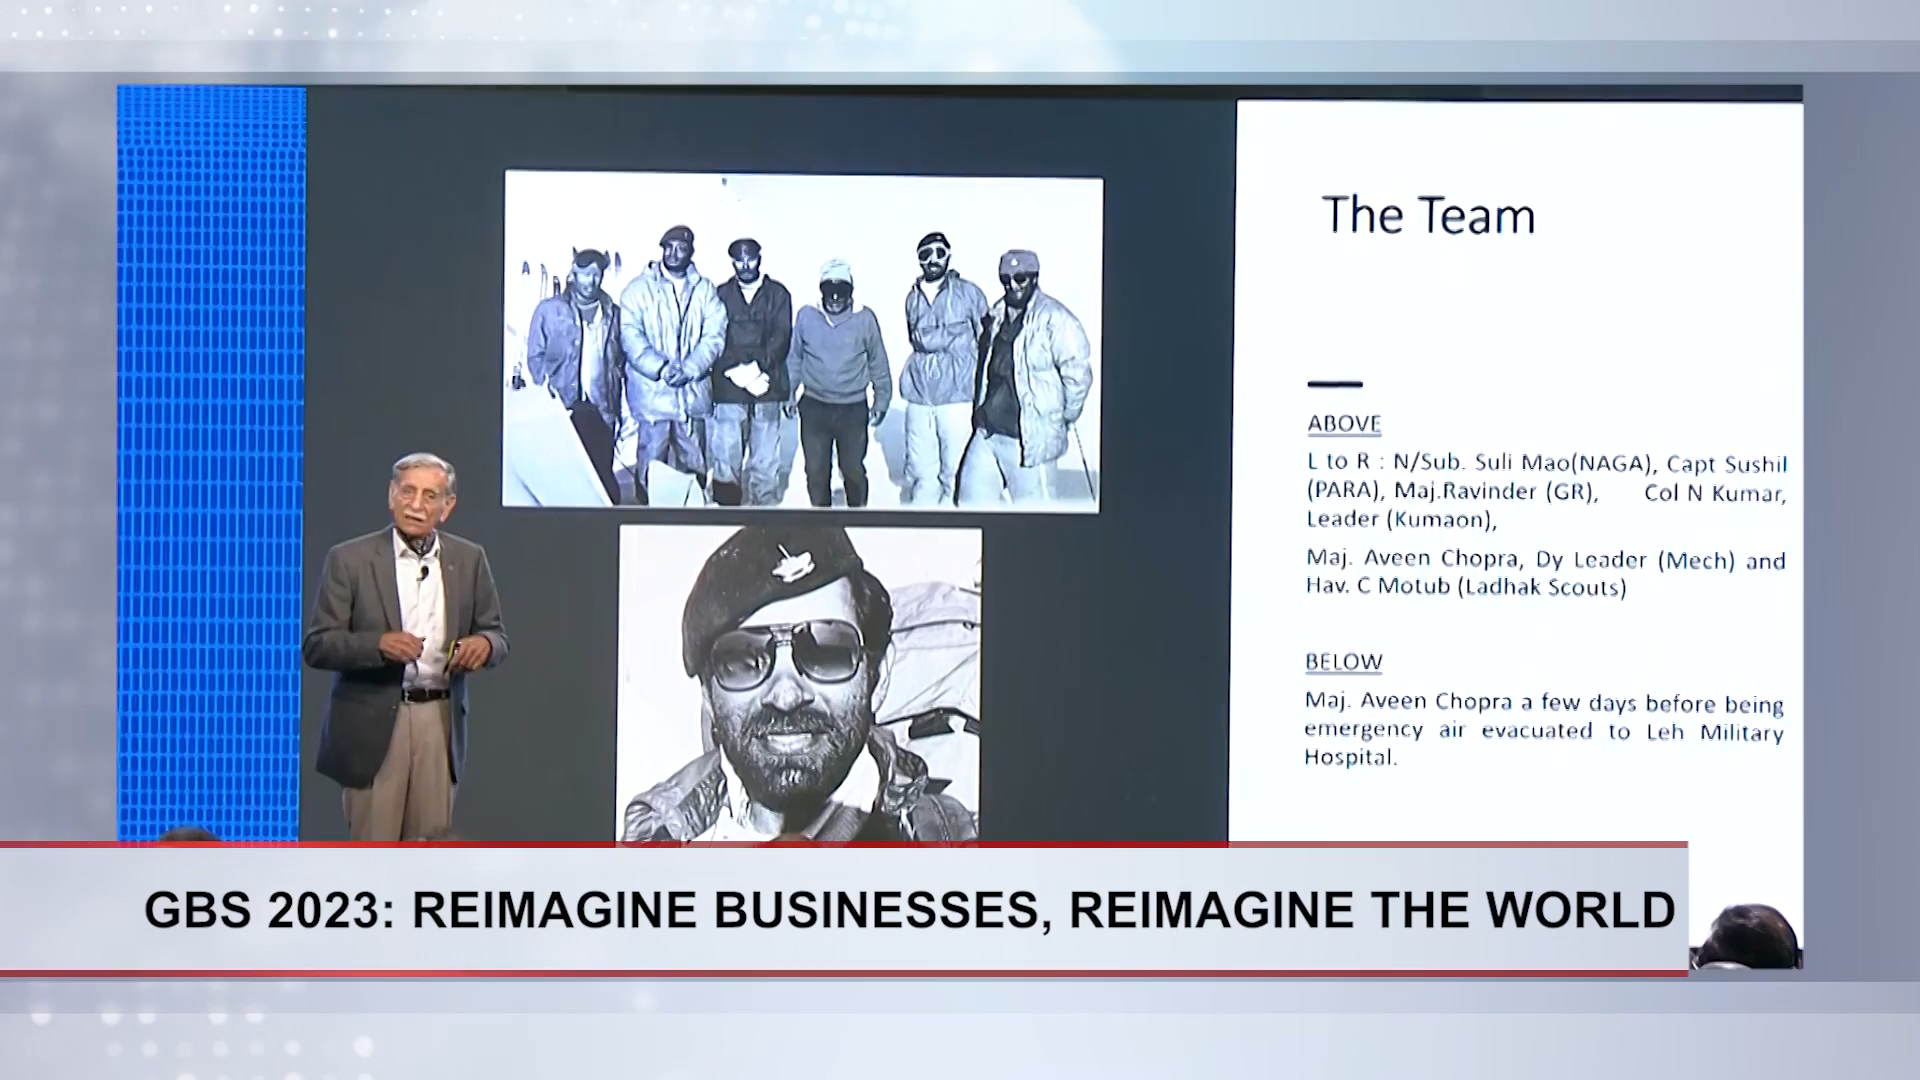 The Team
ABOVE
L to R : N/Sub. Suli Mao(NAGA), Capt Sushil
(PARA), Maj.Ravinder (GR), Col N Kumar,
Leader (Kumaon),
Maj. Aveen Chopra, Dy Leader (Mech) and
Hav. C Motub (Ladhak Scouts)
BELOW
Maj. Aveen Chopra a few days before being
emergency air evacuated to Leh Military
Hospital.
GBS 2023: REIMAGINE BUSINESSES, REIMAGINE THE WORLD